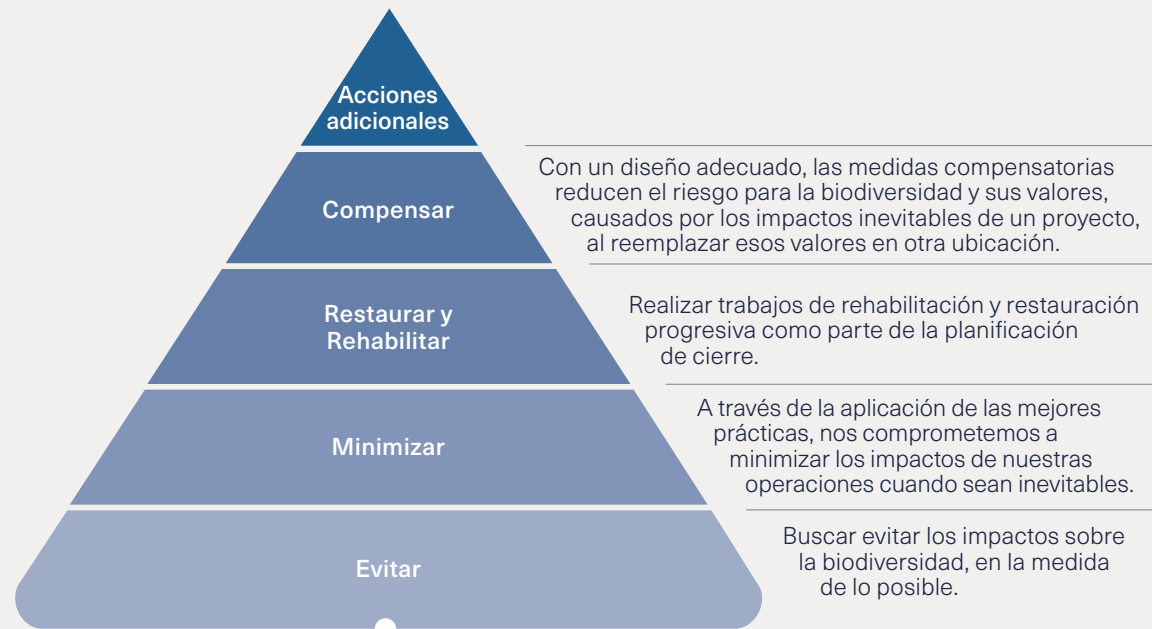 Acciones
adicionales
Compensar
Con un diseño adecuado, las medidas compensatorias
reducen el riesgo para la biodiversidad y sus valores,
causados por los impactos inevitables de un proyecto,
al reemplazar esos valores en otra ubicación.
Restaurar y
Rehabilitar
Realizar trabajos de rehabilitación y restauración
progresiva como parte de la planificación
de cierre.
Minimizar
A través de la aplicación de las mejores
prácticas, nos comprometemos a
minimizar los impactos de nuestras
operaciones cuando sean inevitables.
Evitar
Buscar evitar los impactos sobre
la biodiversidad, en la medida
de lo posible.